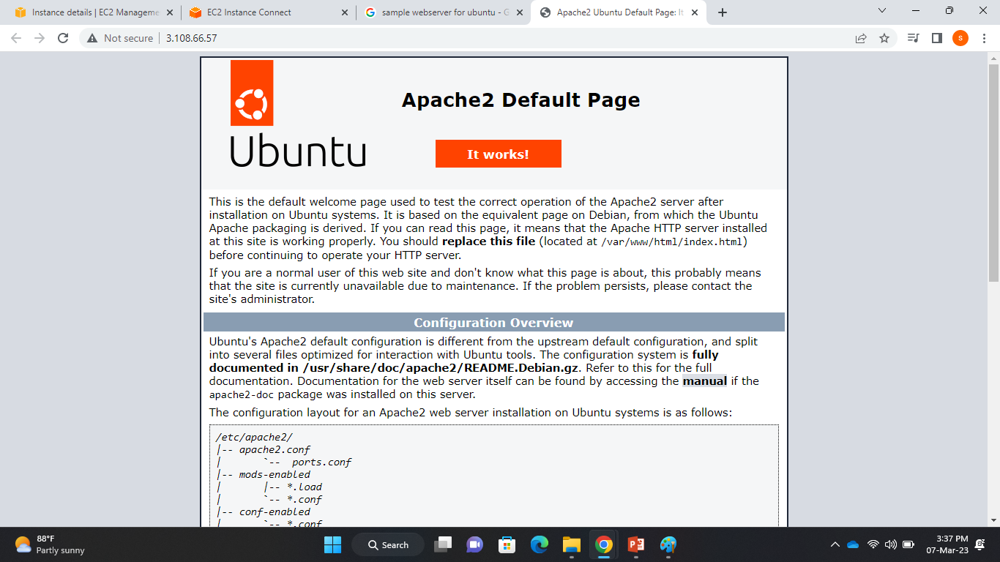 Instance details | EC2 Manageme
EC2 Instance Connect
sample webserver for ubuntu - G
Apache2 Ubuntu Default Page: It
Not secure
3.108.66.57
s
Apache2 Default Page
Ubuntu
It works!
This is the default welcome page used to test the correct operation of the Apache2 server after
installation on Ubuntu systems. It is based on the equivalent page on Debian, from which the Ubuntu
Apache packaging is derived. If you can read this page, it means that the Apache HTTP server installed
at this site is working properly. You should replace this file (located at /var/www/html/index.html)
before continuing to operate your HTTP server.
If you are a normal user of this web site and don't know what this page is about, this probably means
that the site is currently unavailable due to maintenance. If the problem persists, please contact the
site's administrator.
Configuration Overview
Ubuntu's Apache2 default configuration is different from the upstream default configuration, and split
into several files optimized for interaction with Ubuntu tools. The configuration system is fully
documented in /usr/share/doc/apache2/README.Debian.gz. Refer to this for the full
documentation. Documentation for the web server itself can be found by accessing the manual if the
apache2-doc package was installed on this server.
The configuration layout for an Apache2 web server installation on Ubuntu systems is as follows:
/etc/apache2/
|-- apache2.conf
|       `--  ports.conf
|-- mods-enabled
|       |-- *.load
|       `-- *.conf
|-- conf-enabled
|       `-- *.conf
88°F
Partly sunny
Search
3:37 PM
07-Mar-23